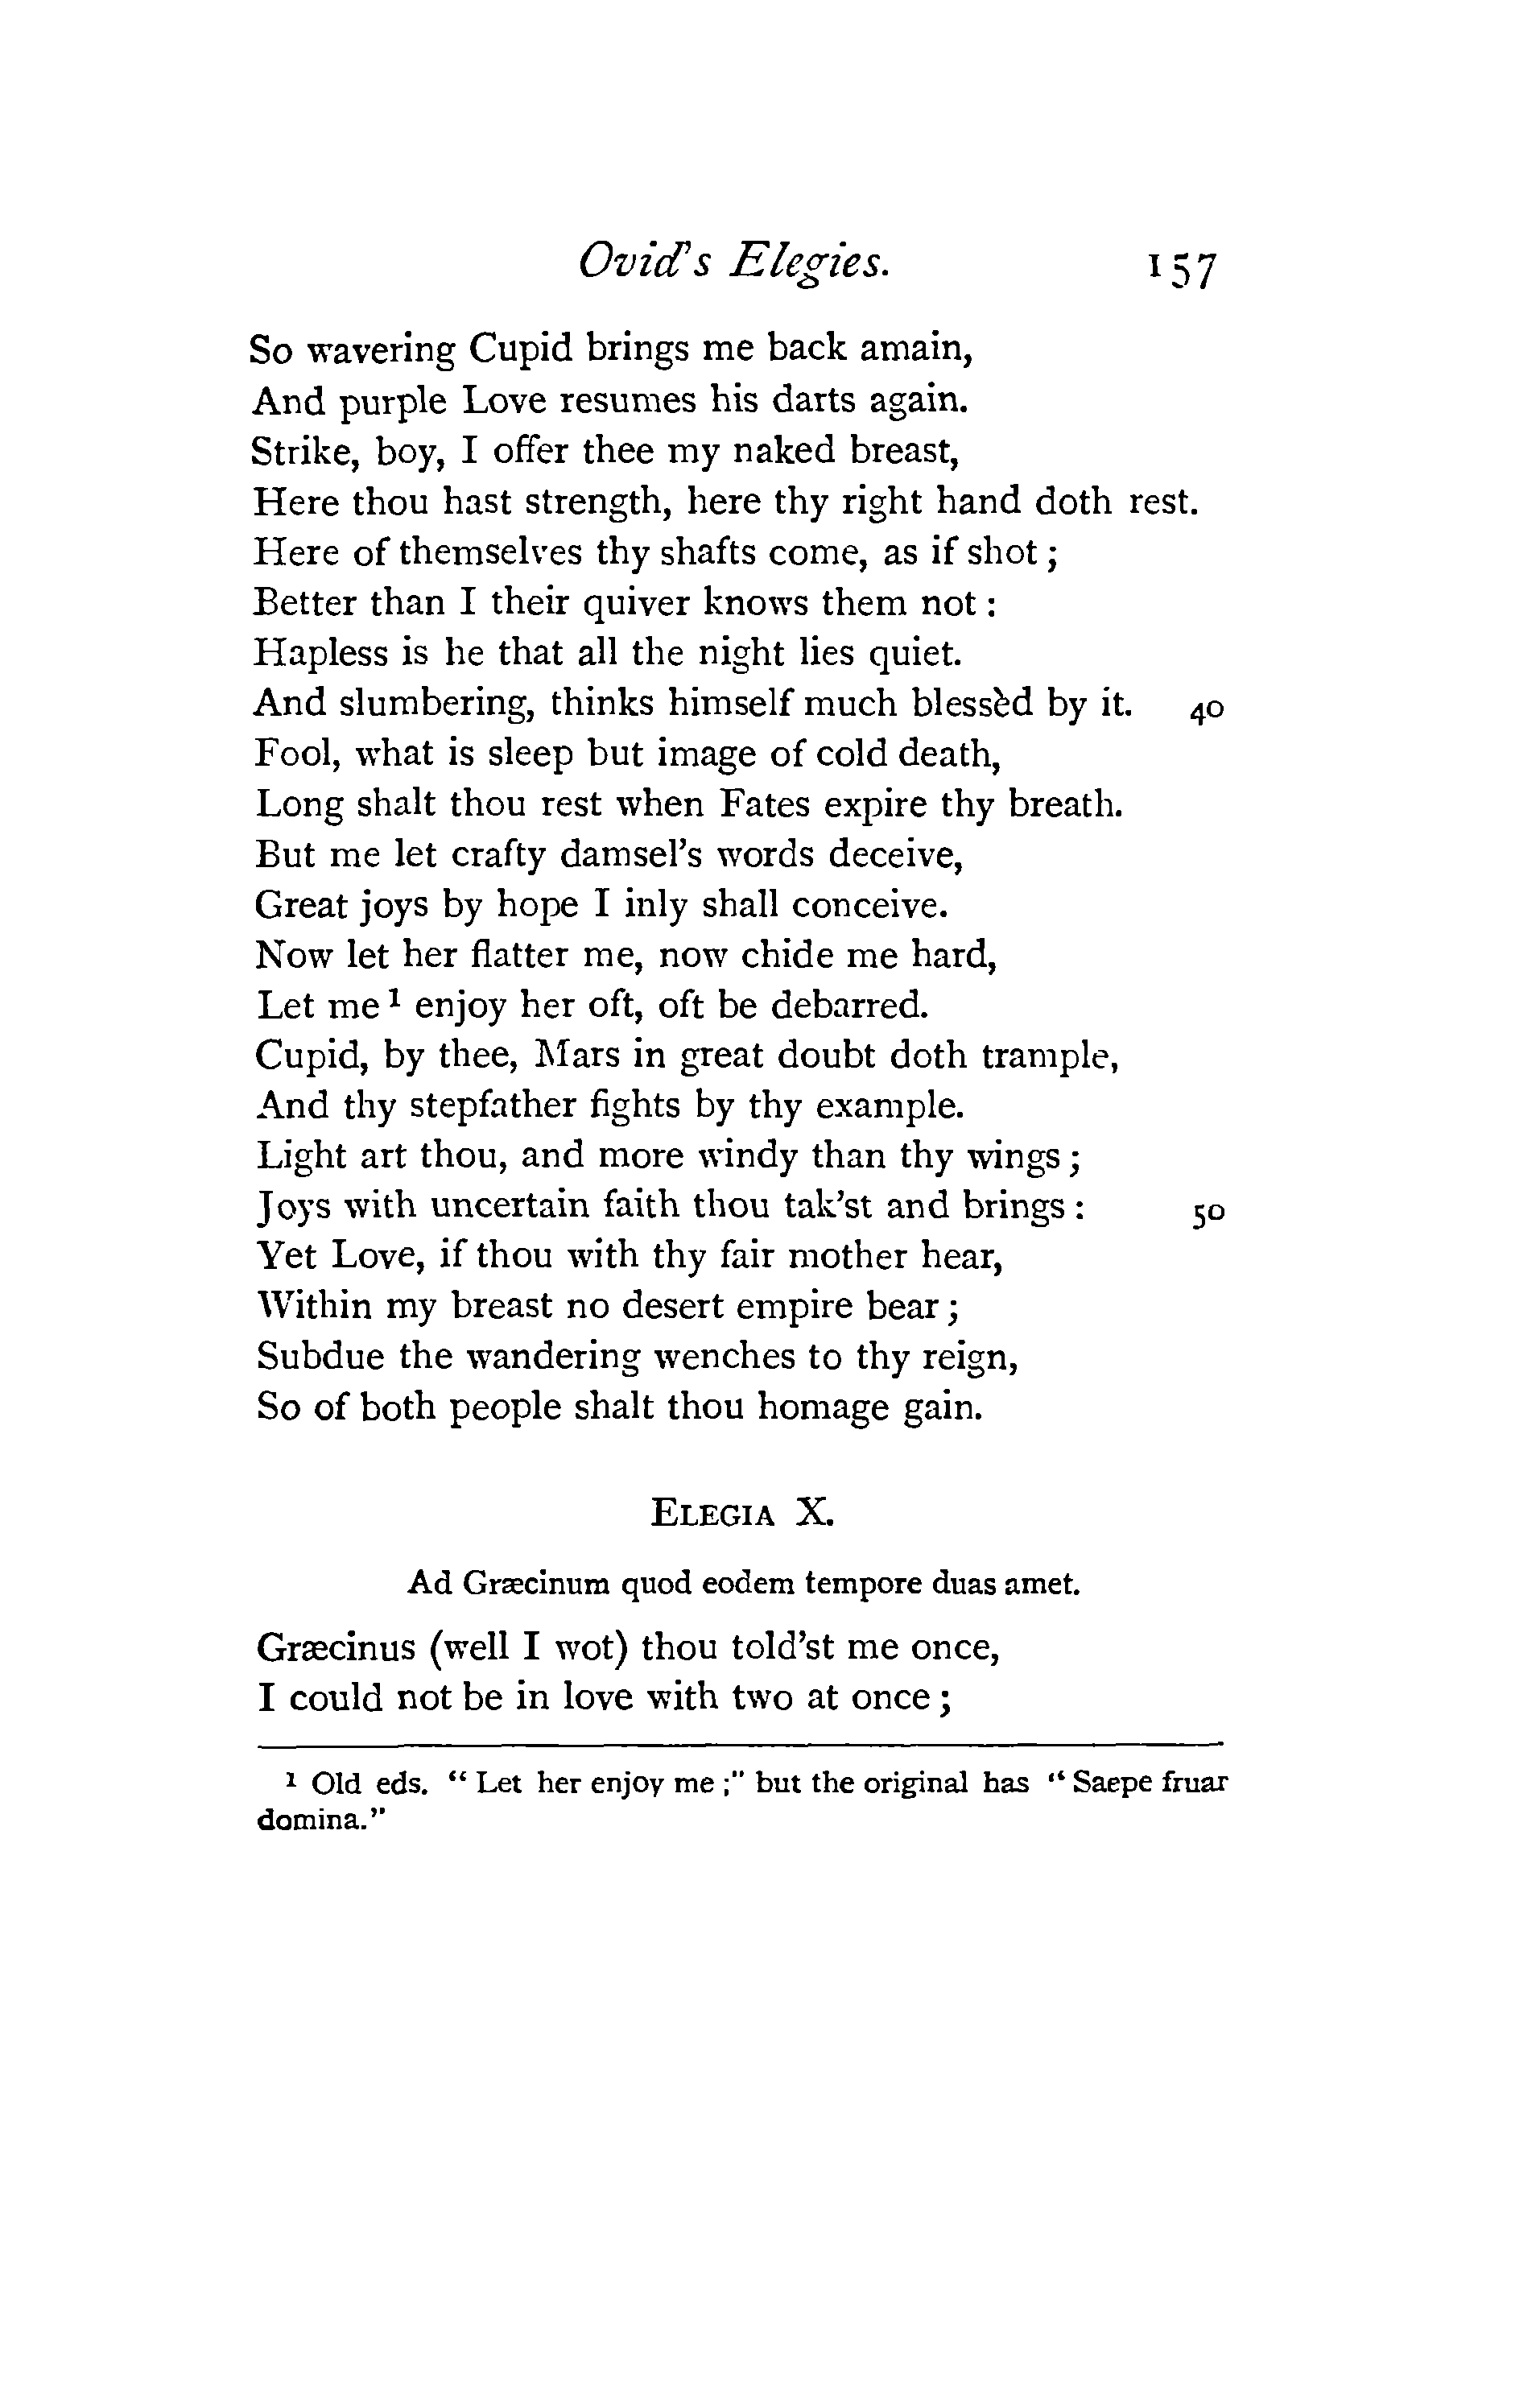 Ovid's Elegies. 157
So wavering Cupid brings me back amain,
And purple Love resumes his darts again.
Strike, boy, I offer thee my naked breast,
Here thou hast strength, here thy right hand doth rest.
Here of themselves thy shafts come, as if shot ;
Better than I their quiver knows them not :
Hapless is he that all the night lies quiet.
And slumbering, thinks himself much blessèd by it. 40
Fool, what is sleep but image of cold death,
Long shalt thou rest when Fates expire thy breath.
But me let crafty damsel's words deceive,
Great joys by hope I inly shall conceive.
Now let her flatter me, now chide me hard,
Let me ¹ enjoy her oft, oft be debarred.
Cupid, by thee, Mars in great doubt doth trample,
And thy stepfather fights by thy example.
Light art thou, and more windy than thy wings ;
Joys with uncertain faith thou tak'st and brings : 50
Yet Love, if thou with thy fair mother hear,
Within my breast no desert empire bear ;
Subdue the wandering wenches to thy reign,
So of both people shalt thou homage gain.
ELEGIA X.
Ad Græcinum quod eodem tempore duas amet.
Græcinus (well I wot) thou told'st me once,
I could not be in love with two at once ;
¹ Old eds. “ Let her enjoy me ;” but the original has “ Saepe fruar
domina.”